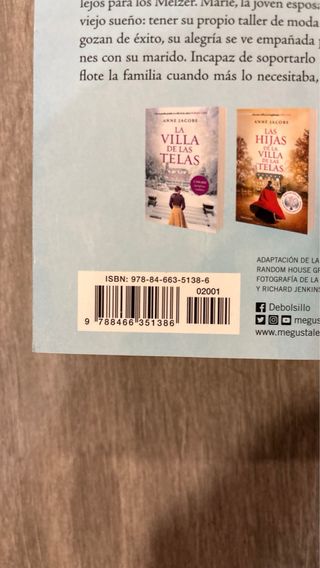 lejos para los Melzer. Marie, la joven esposa
viejo sueño: tener su propio taller de moda
gozan de éxito, su alegría se ve empañada
nes con su marido. Incapaz de soportarlo
flote la familia cuando más lo necesitaba,
ANNE JACOBS
LA
VILLA
DE LAS
TELAS
ANNE JACOBS
LAS
HIJAS
DE LA
VILLA DE
LAS TELAS
ISBN: 978-84-663-5138-6
02001
9 788466 351386
ADAPTACIÓN DE LA
RANDOM HOUSE GR
FOTOGRAFÍA DE LA
Y RICHARD JENKINS
Debolsillo
megus
www.megustale